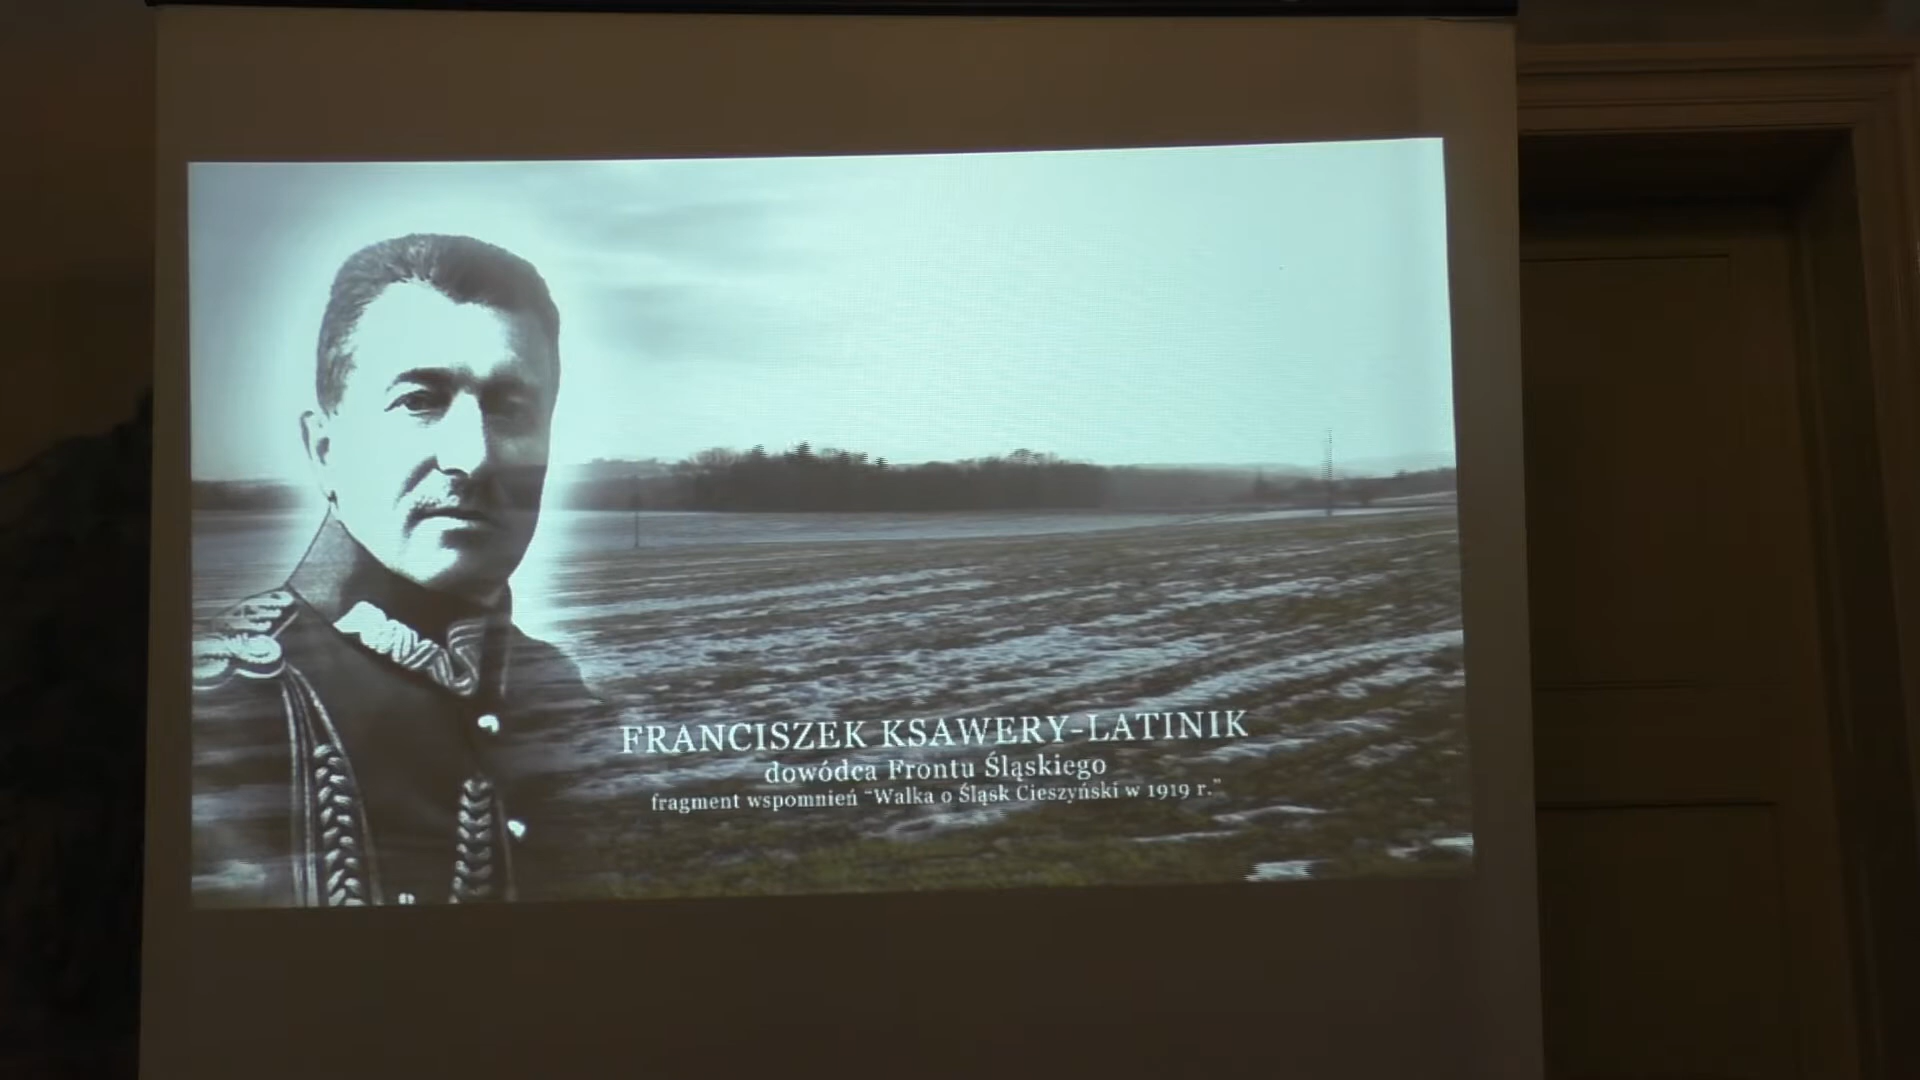 FRANCISZEK KSAWERY-LATINIK
dowódca Frontu Śląskiego
fragment wspomnień "Walka o Śląsk Cieszyński w 1919 r."